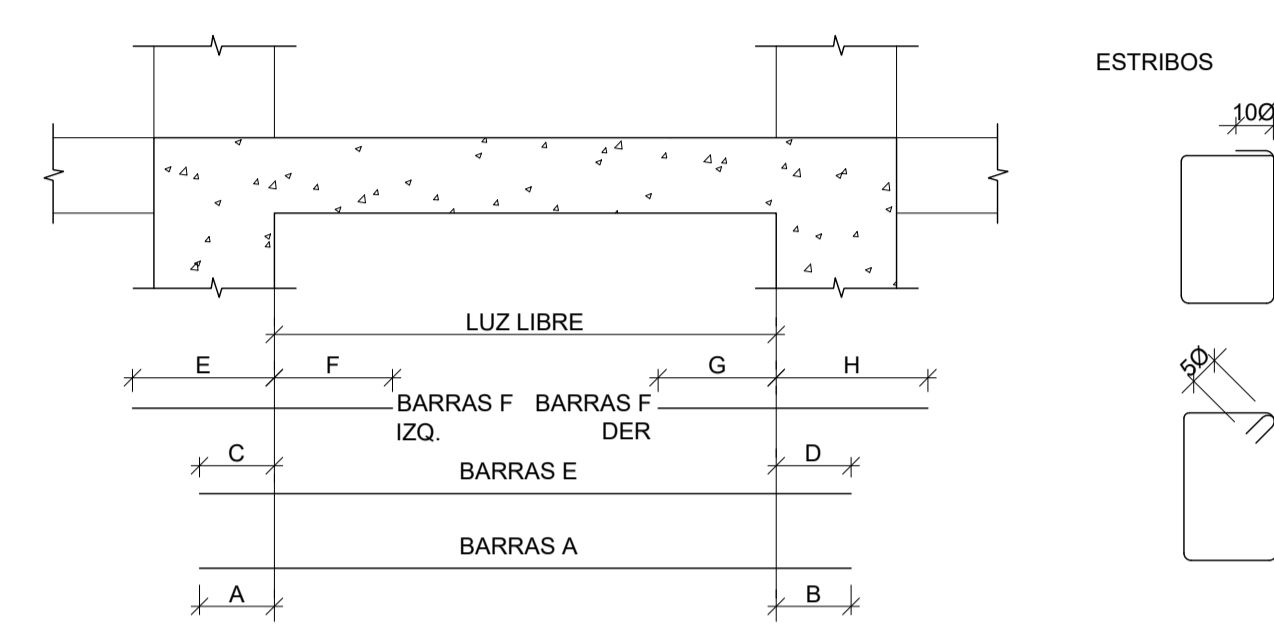 ESTRIBOS
10Ø
LUZ LIBRE
E F G H
BARRAS F BARRAS F
IZQ. DER
5Ø
C D
BARRAS E
BARRAS A
A B